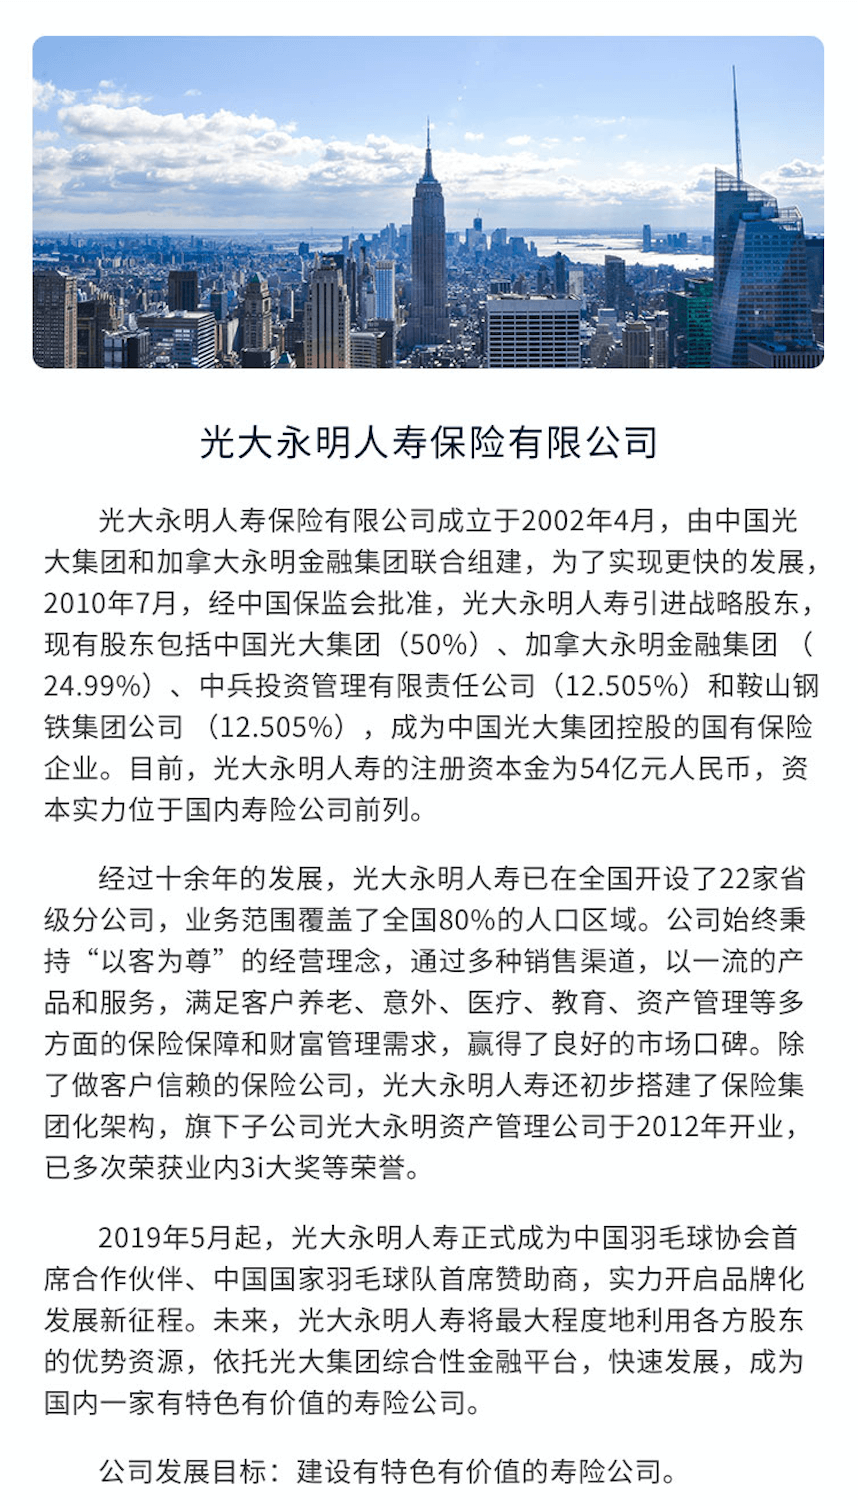 光大永明人寿保险有限公司
光大永明人寿保险有限公司成立于2002年4月，由中国光
大集团和加拿大永明金融集团联合组建，为了实现更快的发展，
2010年7月，经中国保监会批准，光大永明人寿引进战略股东，
现有股东包括中国光大集团（50%）、加拿大永明金融集团 （
24.99%）、中兵投资管理有限责任公司（12.505%）和鞍山钢
铁集团公司 （12.505%），成为中国光大集团控股的国有保险
企业。目前，光大永明人寿的注册资本金为54亿元人民币，资
本实力位于国内寿险公司前列。
经过十余年的发展，光大永明人寿已在全国开设了22家省
级分公司，业务范围覆盖了全国80%的人口区域。公司始终秉
持“以客为尊”的经营理念，通过多种销售渠道，以一流的产
品和服务，满足客户养老、意外、医疗、教育、资产管理等多
方面的保险保障和财富管理需求，赢得了良好的市场口碑。除
了做客户信赖的保险公司，光大永明人寿还初步搭建了保险集
团化架构，旗下子公司光大永明资产管理公司于2012年开业，
已多次荣获业内3i大奖等荣誉。
2019年5月起，光大永明人寿正式成为中国羽毛球协会首
席合作伙伴、中国国家羽毛球队首席赞助商，实力开启品牌化
发展新征程。未来，光大永明人寿将最大程度地利用各方股东
的优势资源，依托光大集团综合性金融平台，快速发展，成为
国内一家有特色有价值的寿险公司。
公司发展目标：建设有特色有价值的寿险公司。